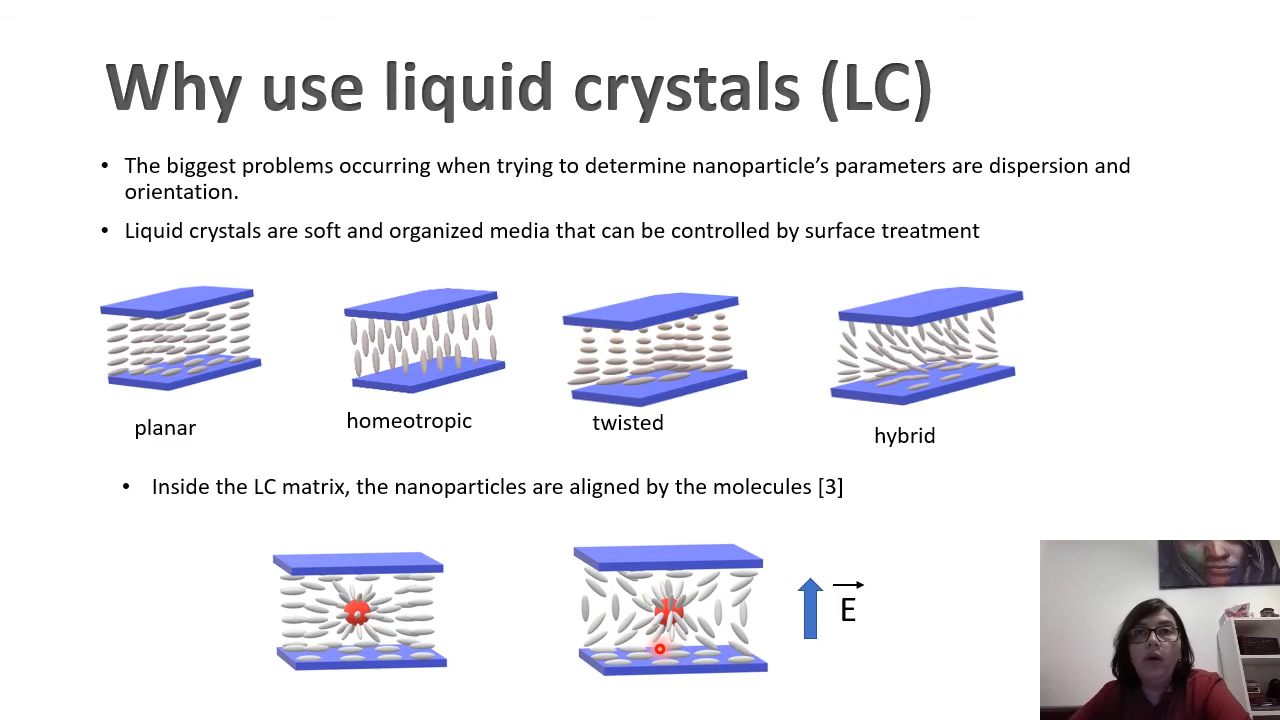 Why use liquid crystals (LC)
• The biggest problems occurring when trying to determine nanoparticle’s parameters are dispersion and
orientation.
• Liquid crystals are soft and organized media that can be controlled by surface treatment
planar
homeotropic
twisted
hybrid
• Inside the LC matrix, the nanoparticles are aligned by the molecules [3]
E